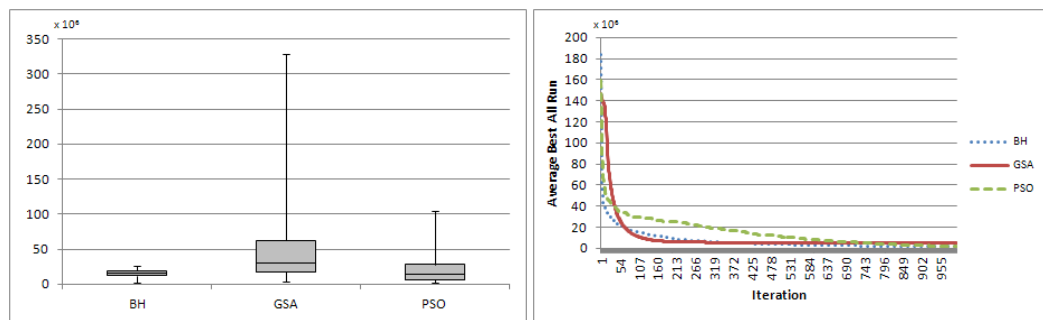 x 10⁶
350
300
250
200
150
100
50
0
BH GSA PSO
x 10⁶
200
180
160
140
120
100
80
60
40
20
0
Average Best All Run
1 54 107 160 213 266 319 372 425 478 531 584 637 690 743 796 849 902 955
Iteration
BH
GSA
PSO